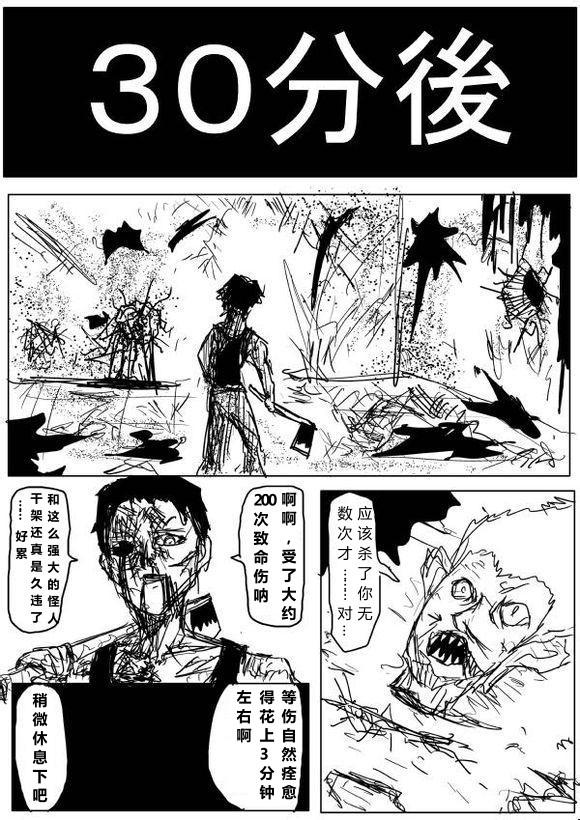 30分後
应该杀了你无
数次才……对…
啊啊,受了大约
200次致命伤呐
和这么强大的怪人
干架还真是久违了
……好累
等伤自然痊愈
得花上3分钟
左右啊
稍微休息下吧